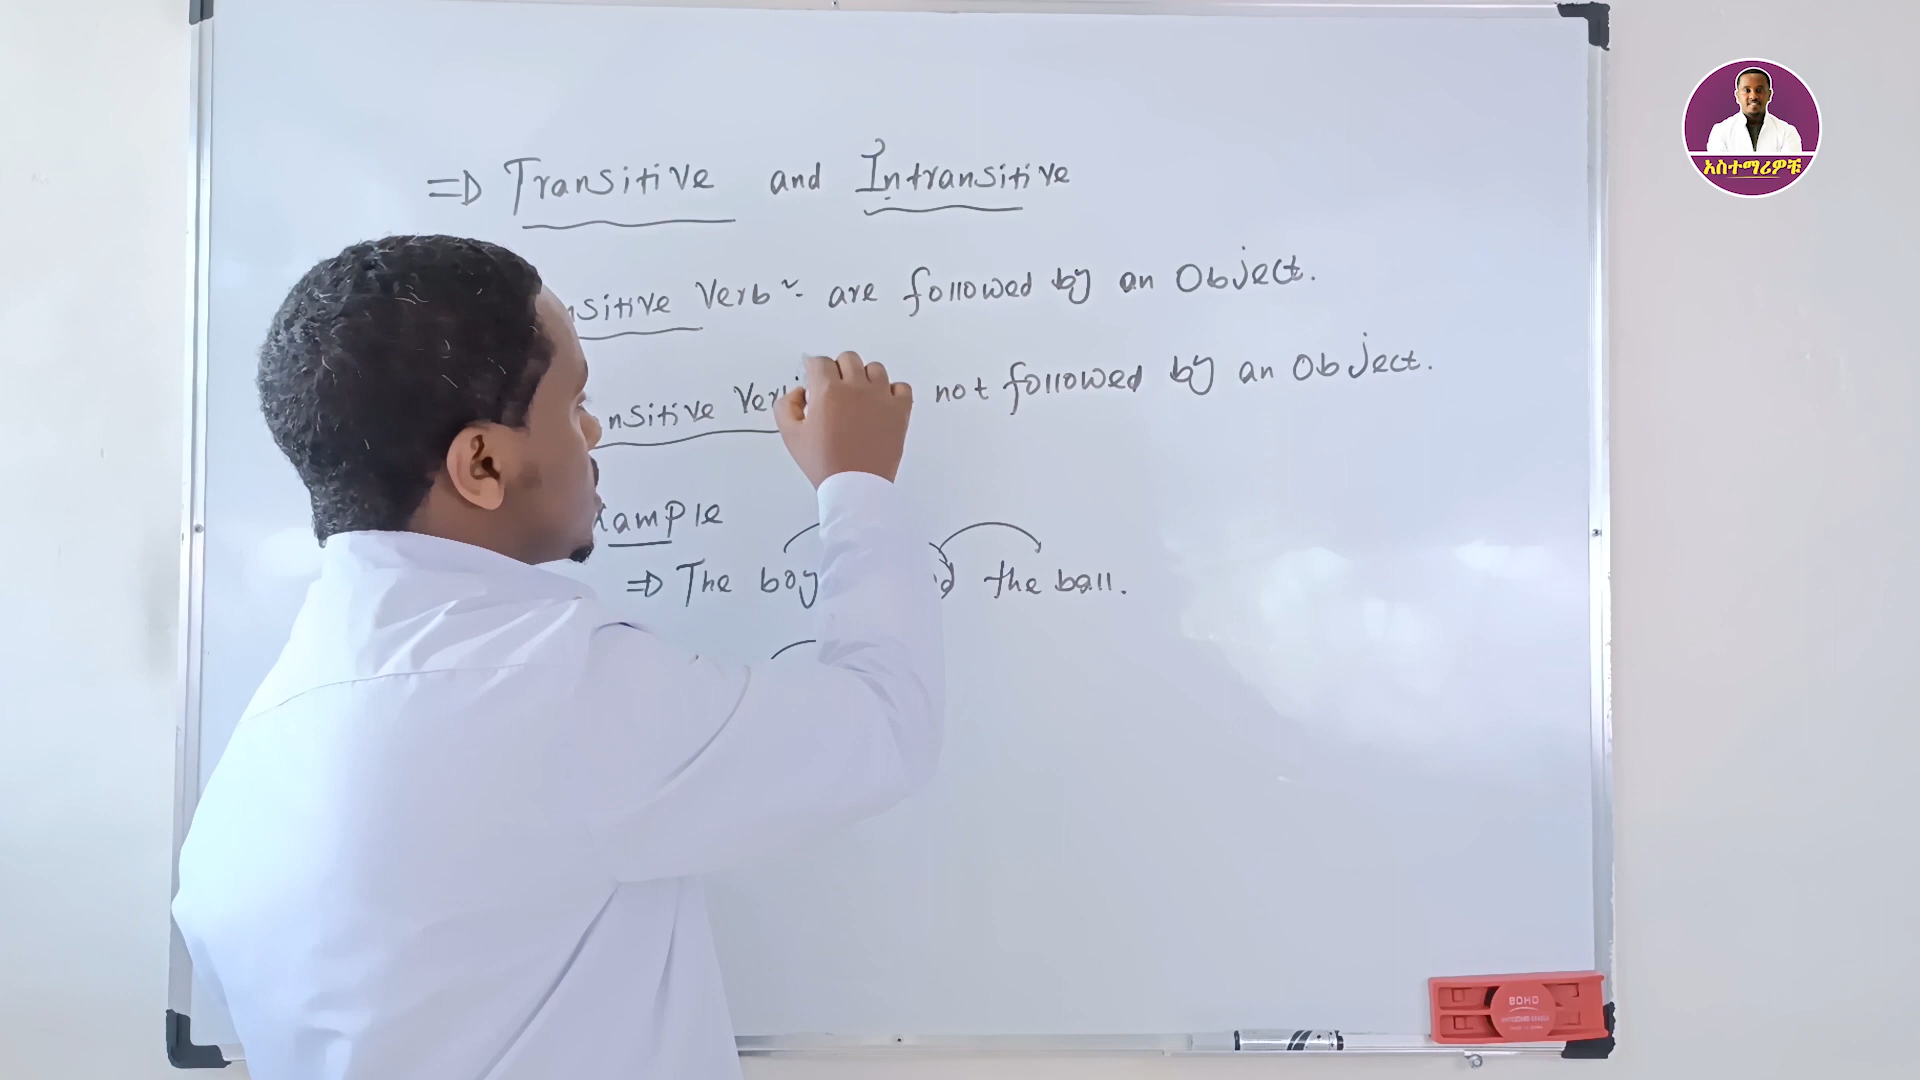 ⇒ Transitive and Intransitive
nsitive Verb ~- are followed by an Object.
nsitive Ver not followed by an Object.
xample
⇒ The boy the ball.
አስተማሪዎቹ
BOHO